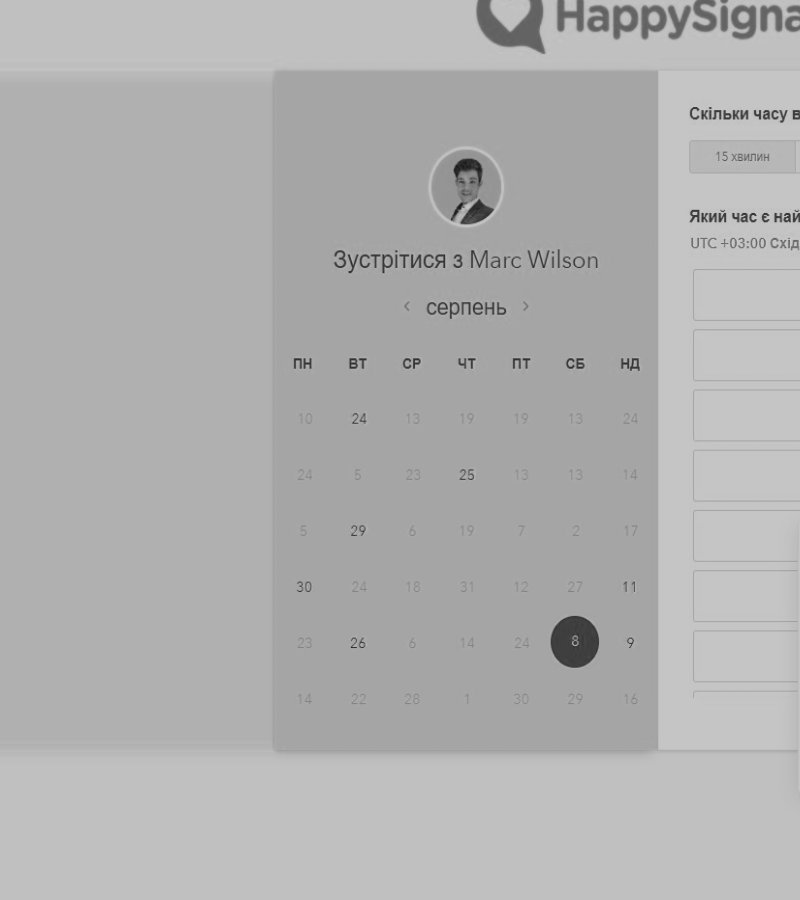 HappySigna
Зустрітися з Marc Wilson
‹ серпень ›
ПН ВТ СР ЧТ ПТ СБ НД
10 24 13 19 19 13 24
24 5 23 25 13 13 14
5 29 6 19 7 2 17
30 24 18 31 12 27 11
23 26 6 14 24 8 9
14 22 28 1 30 29 16
Скільки часу в
15 хвилин
Який час є най
UTC +03:00 Схід